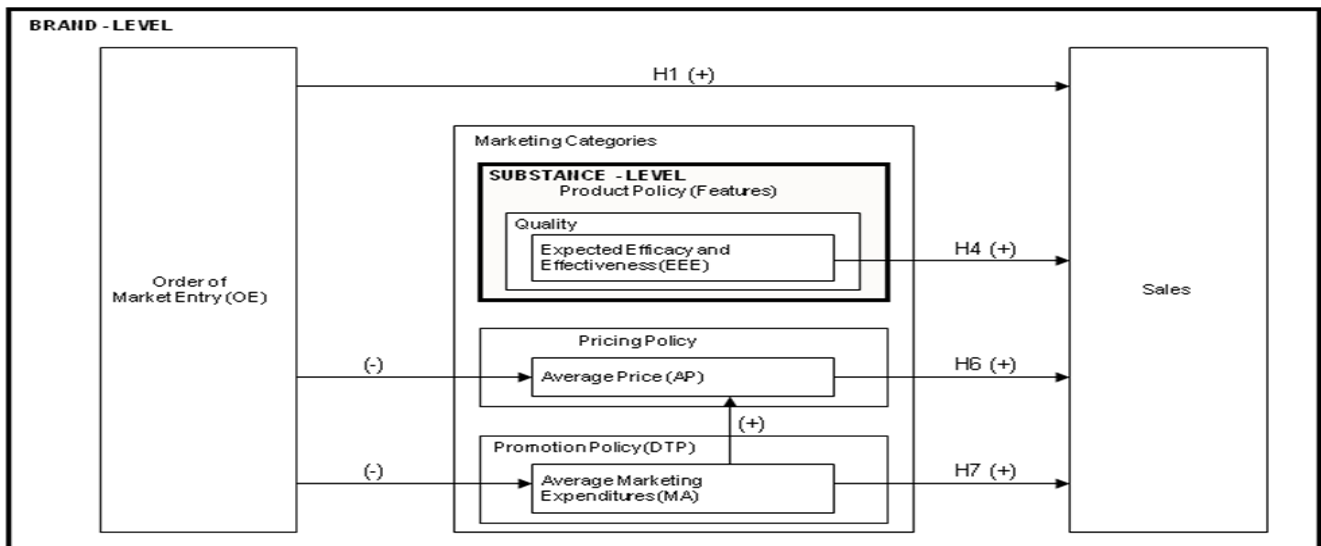 BRAND - LEVEL
H1 (+)
Marketing Categories
SUBSTANCE - LEVEL
Product Policy (Features)
Quality
Expected Efficacy and
Effectiveness (EEE)
H4 (+)
Order of
Market Entry (OE)
Sales
Pricing Policy
(-)
Average Price (AP)
H6 (+)
(+)
Promotion Policy (DTP)
(-)
Average Marketing
Expenditures (MA)
H7 (+)